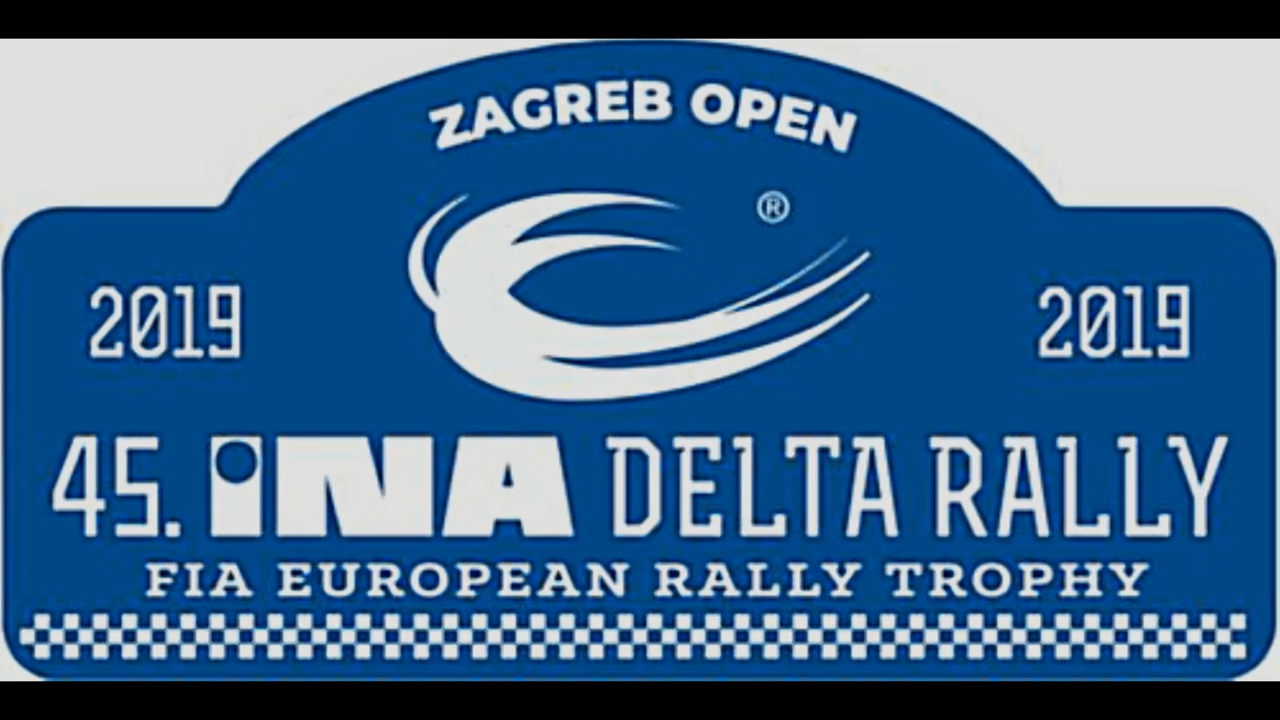 ZAGREB OPEN
®
2019 2019
45. iNA DELTA RALLY
FIA EUROPEAN RALLY TROPHY